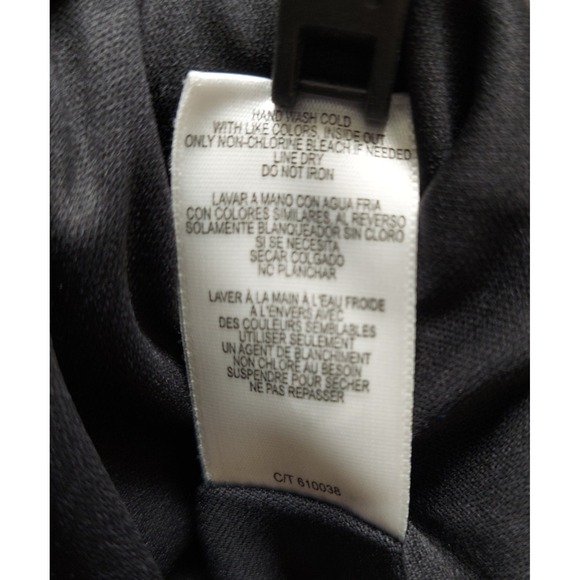 HAND WASH COLD
WITH LIKE COLORS, INSIDE OUT
ONLY NON-CHLORINE BLEACH IF NEEDED
LINE DRY
DO NOT IRON
LAVAR A MANO CON AGUA FRIA
CON COLORES SIMILARES, AL REVERSO
SOLAMENTE BLANQUEADOR SIN CLORO
SI SE NECESITA
SECAR COLGADO
NO PLANCHAR
LAVER À LA MAIN À L'EAU FROIDE
À L'ENVERS AVEC
DES COULEURS SEMBLABLES
UTILISER SEULEMENT
UN AGENT DE BLANCHIMENT
NON CHLORÉ AU BESOIN
SUSPENDRE POUR SÉCHER
NE PAS REPASSER
C/T 610038